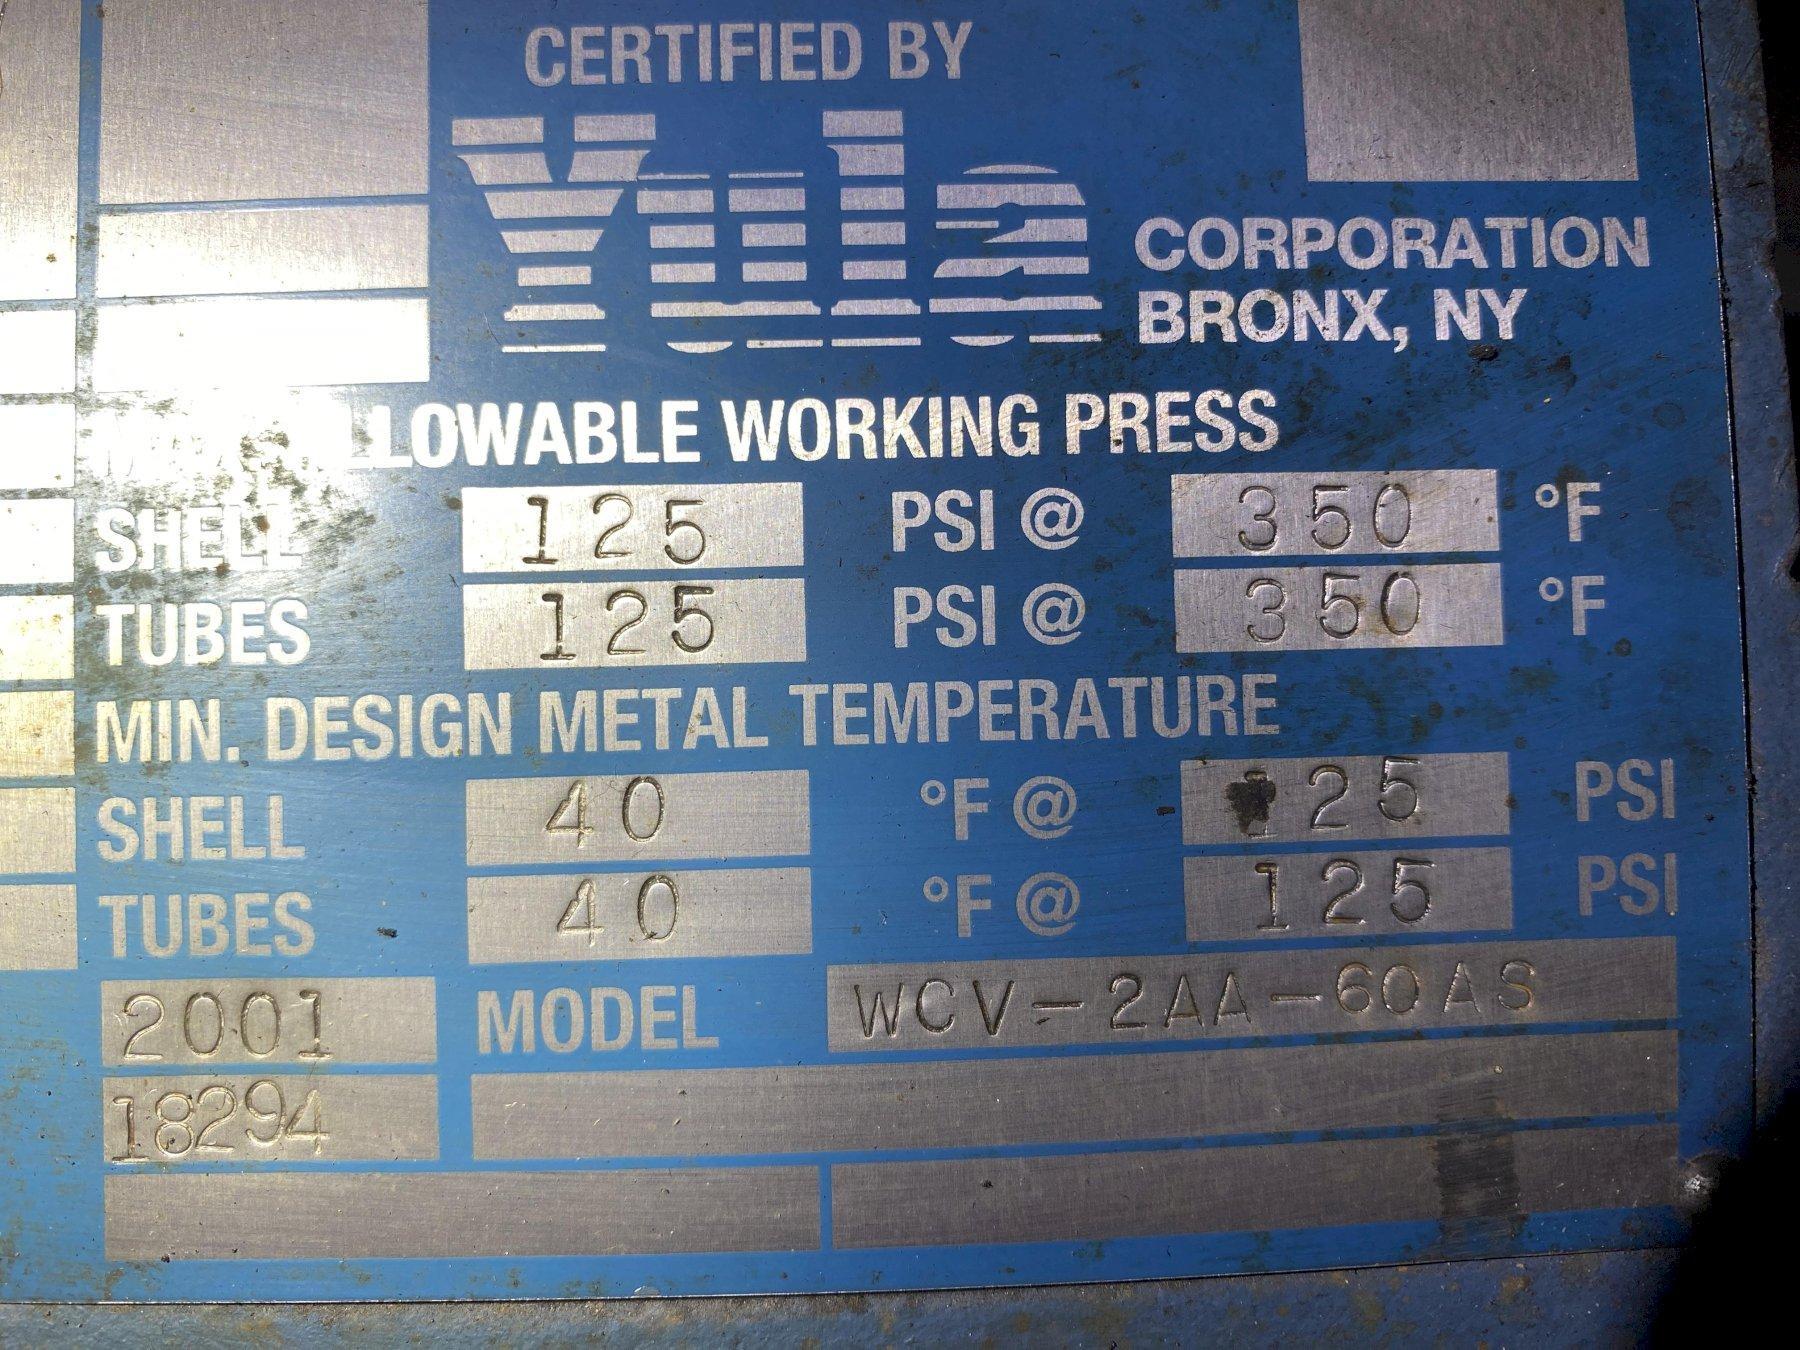 CERTIFIED BY
Yula CORPORATION
BRONX, NY
ALLOWABLE WORKING PRESS
SHELL 125 PSI @ 350 °F
TUBES 125 PSI @ 350 °F
MIN. DESIGN METAL TEMPERATURE
SHELL 40 °F @ 125 PSI
TUBES 40 °F @ 125 PSI
2001 MODEL WCV-2AA-60AS
18294